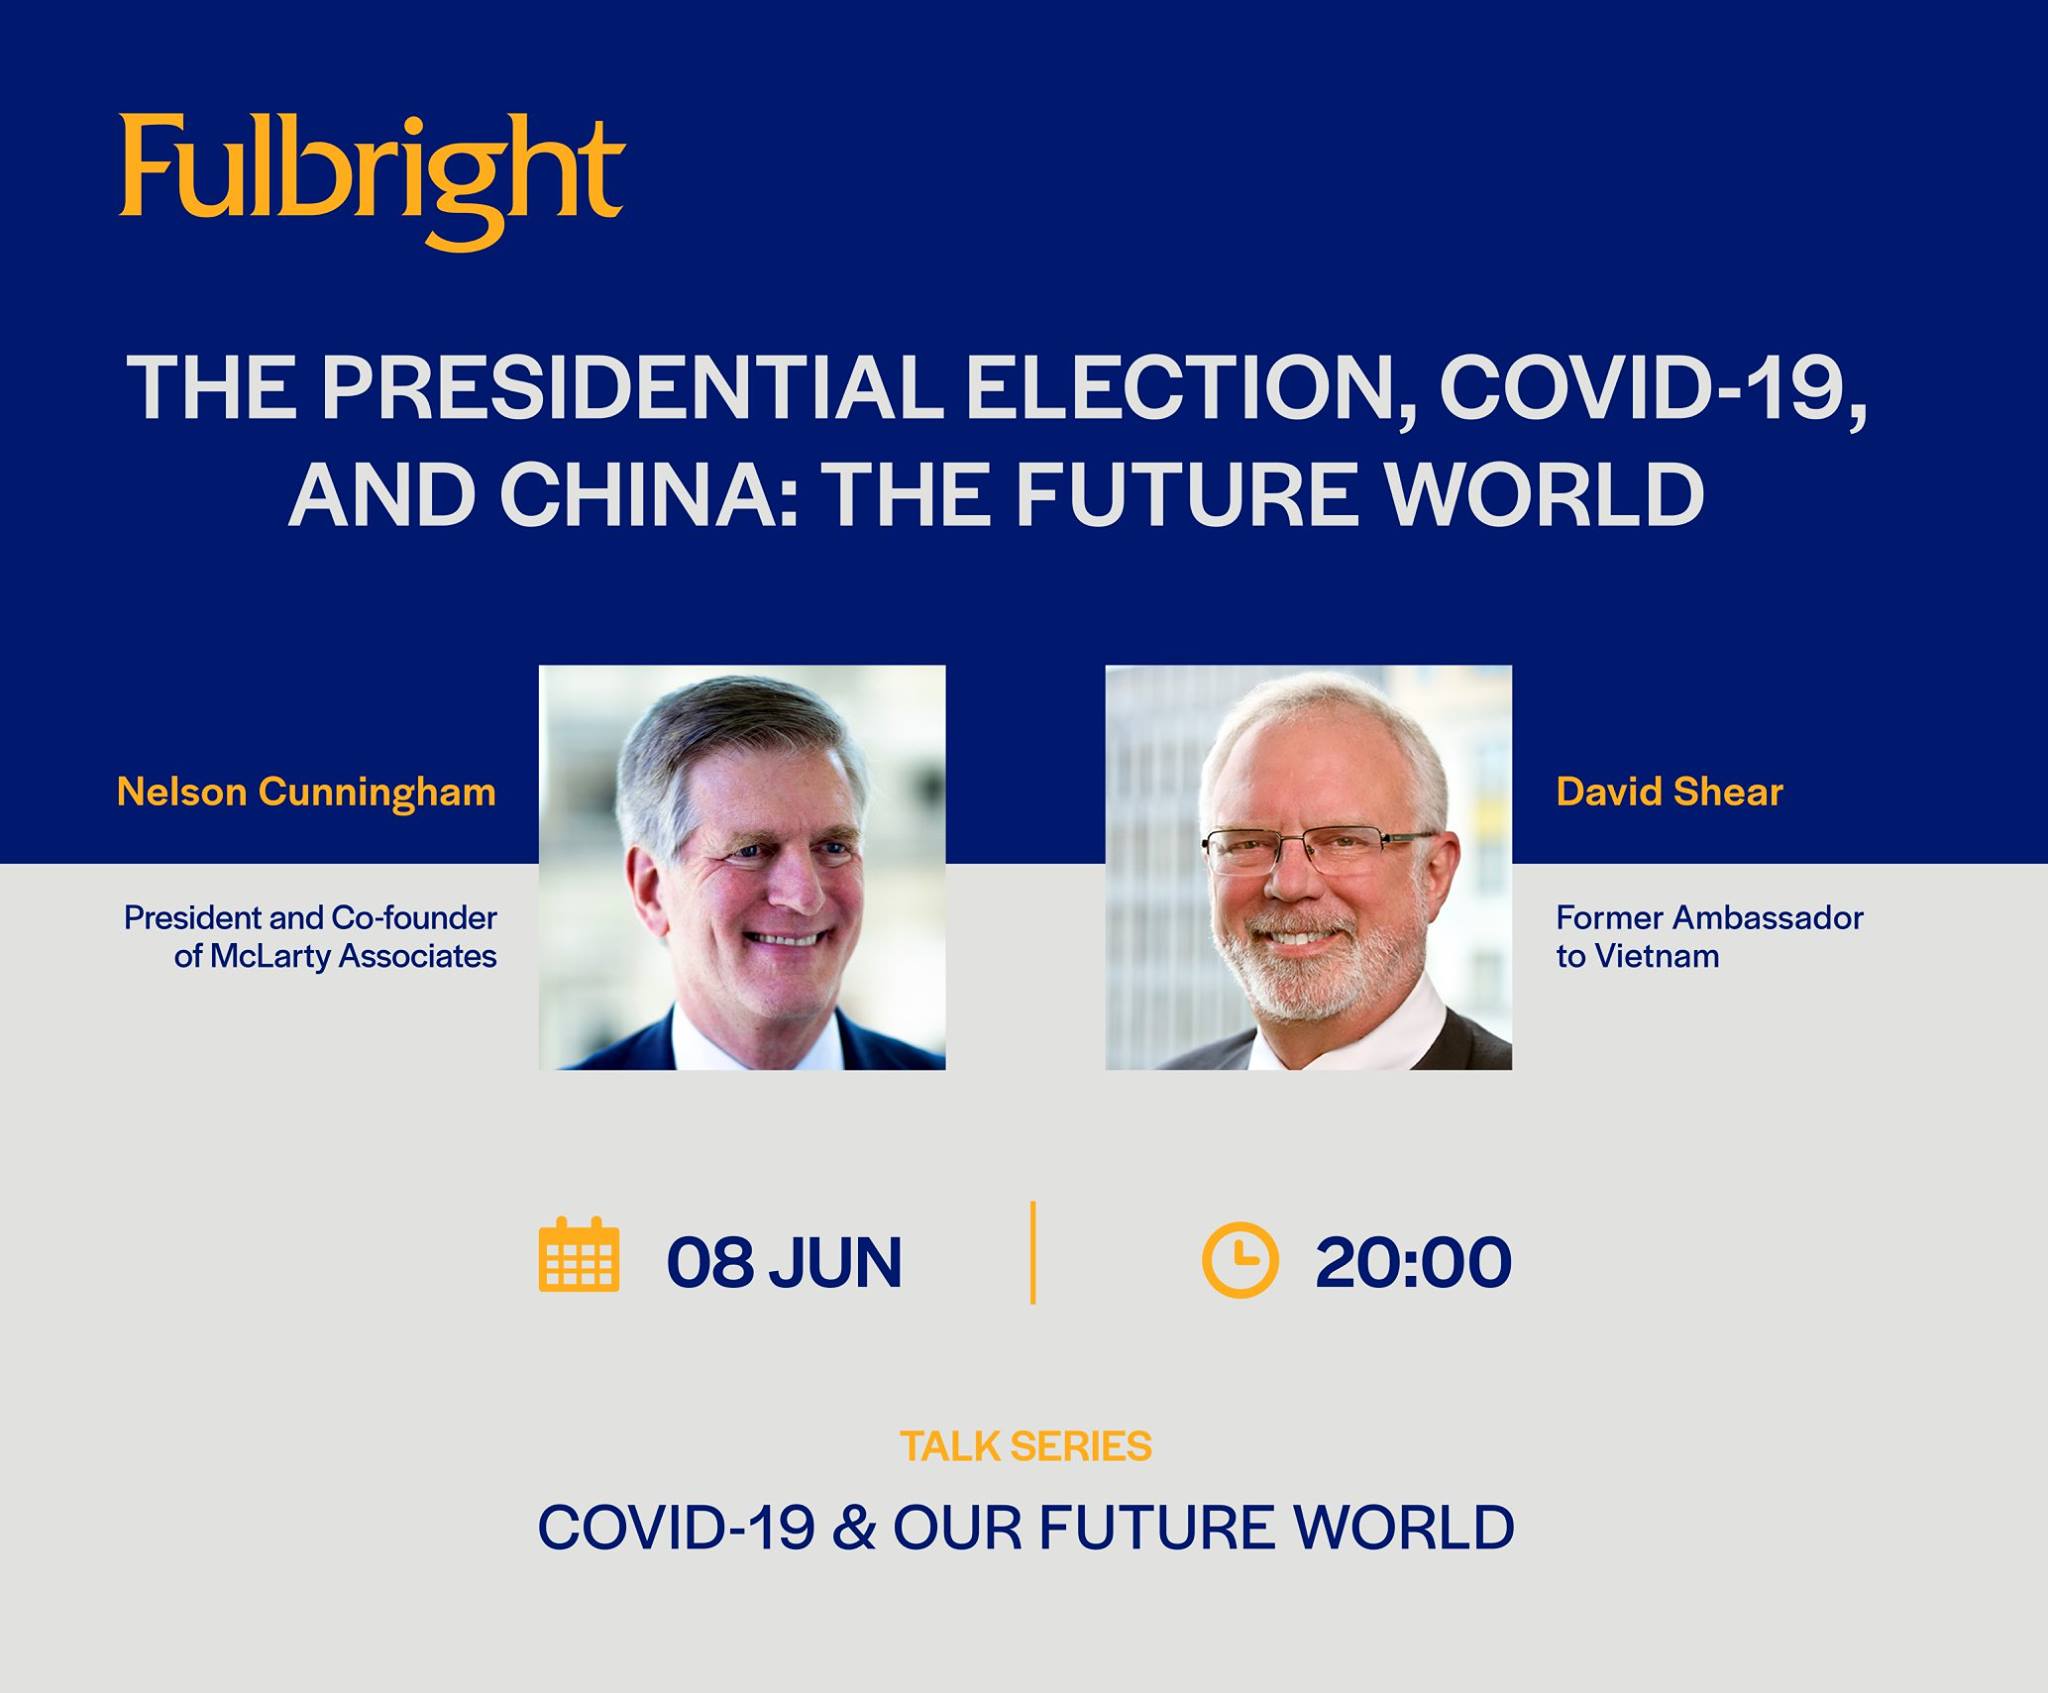 Fulbright
THE PRESIDENTIAL ELECTION, COVID-19,
AND CHINA: THE FUTURE WORLD
Nelson Cunningham
President and Co-founder
of McLarty Associates
David Shear
Former Ambassador
to Vietnam
08 JUN
20:00
TALK SERIES
COVID-19 & OUR FUTURE WORLD